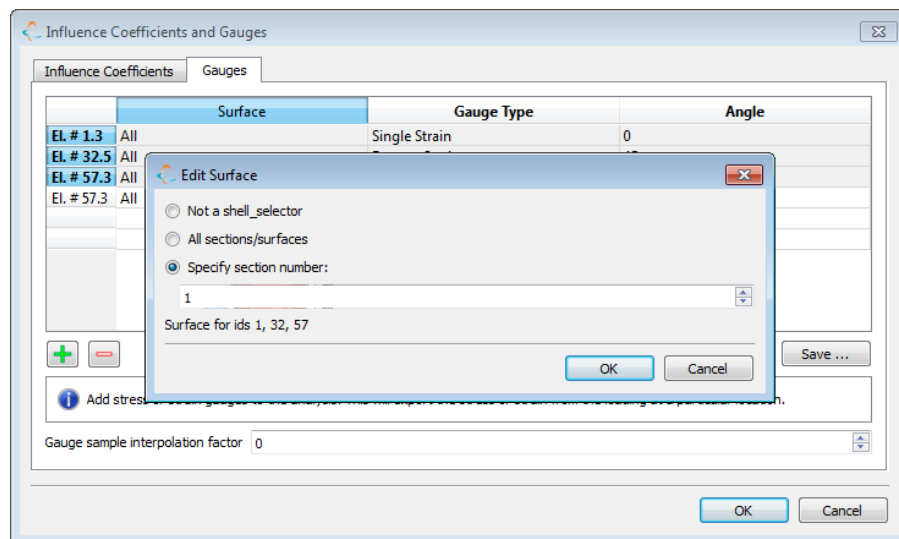 Influence Coefficients and Gauges
Influence Coefficients Gauges
Surface Gauge Type Angle
El. # 1.3 All Single Strain 0
El. # 32.5 All
El. # 57.3 All
El. # 57.3 All
Edit Surface
Not a shell_selector
All sections/surfaces
Specify section number:
1
Surface for ids 1, 32, 57
OK Cancel
Save ...
Add stress
Gauge sample interpolation factor 0
OK Cancel